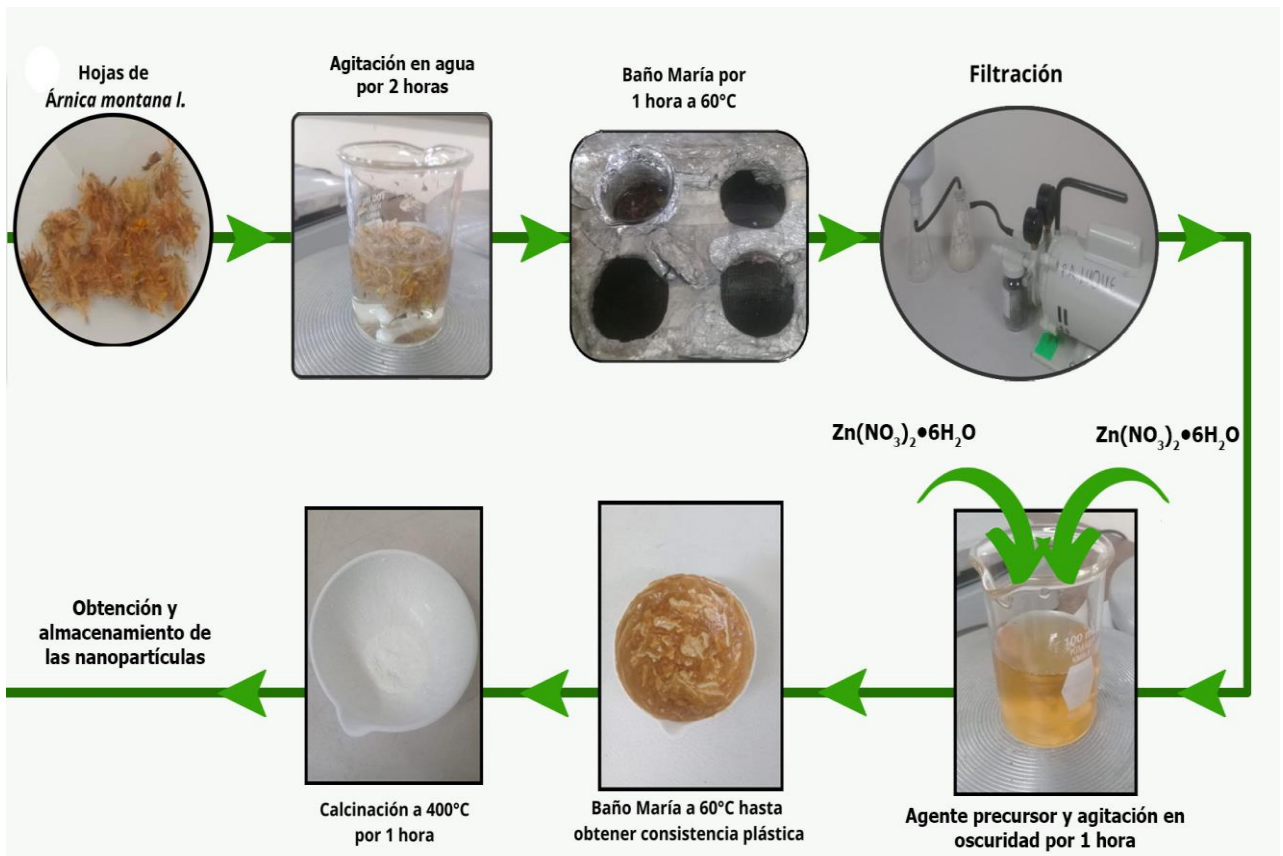 Hojas de
Árnica montana l.
Agitación en agua
por 2 horas
Baño María por
1 hora a 60°C
Filtración
Zn(NO₃)₂•6H₂O
Zn(NO₃)₂•6H₂O
100
Obtención y
almacenamiento de
las nanopartículas
Calcinación a 400°C
por 1 hora
Baño María a 60°C hasta
obtener consistencia plástica
Agente precursor y agitación en
oscuridad por 1 hora